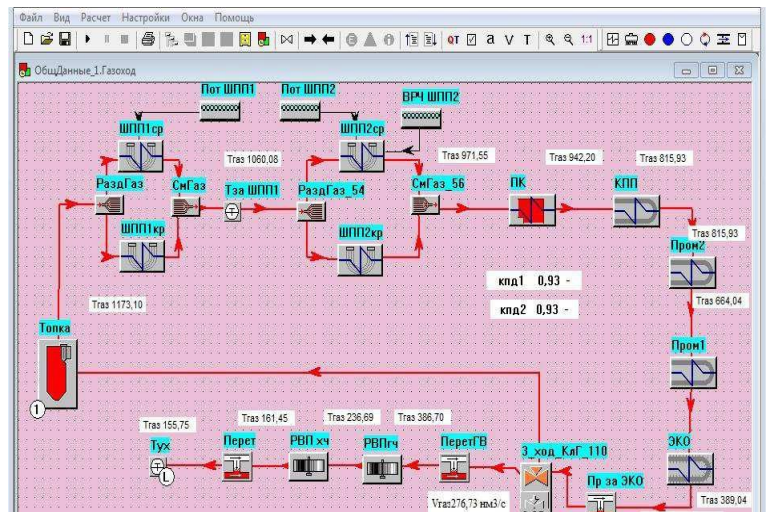 Файл Вид Расчет Настройки Окна Помощь
QT a V T 1:1
ОбщДанные_1.Газоход
Пот ШПП1 Пот ШПП2 ВРЧ ШПП2
ШПП1ср ШПП2ср
Tгаз 1060,08 Tгаз 971,55 Tгаз 942,20 Tгаз 815,93
РаздГаз СмГаз Тза ШПП1 РаздГаз_54 СмГаз_56 ПК КПП
ШПП1кр ШПП2кр Tгаз 815,93
Пром2
кпд1 0,93 -
Tгаз 1173,10 кпд2 0,93 - Tгаз 664,04
Топка
Пром1
1
Tгаз 155,75 Tгаз 161,45 Tгаз 236,69 Tгаз 386,70
Тух Перет РВП хч РВПгч ПеретГВ 3_ход_КлГ_110 ЭКО
L
Пр за ЭКО
Vгаз276,73 нм3/с Tгаз 389,04